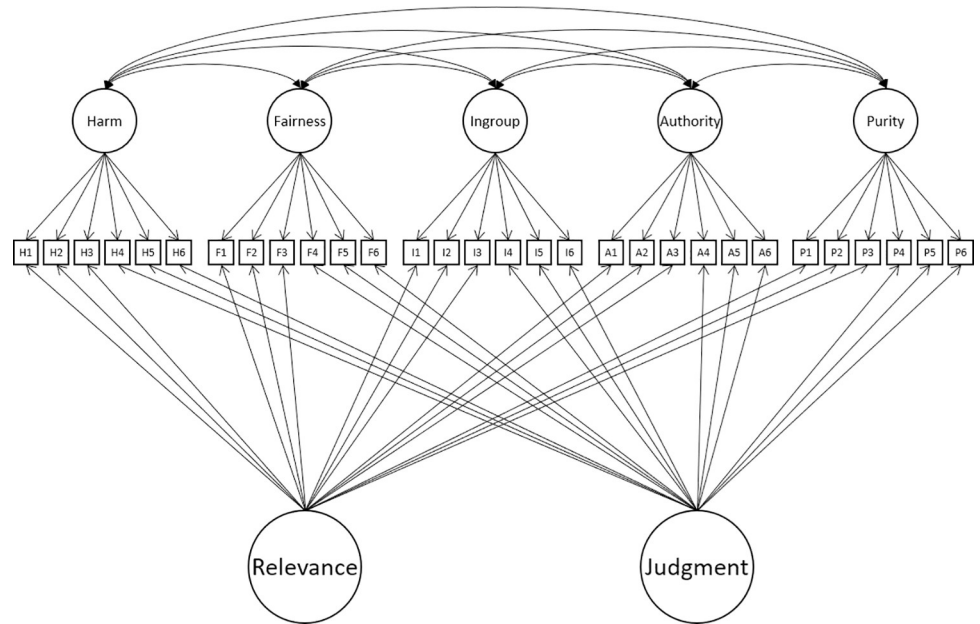 Harm Fairness Ingroup Authority Purity
H1 H2 H3 H4 H5 H6 F1 F2 F3 F4 F5 F6 I1 I2 I3 I4 I5 I6 A1 A2 A3 A4 A5 A6 P1 P2 P3 P4 P5 P6
Relevance Judgment